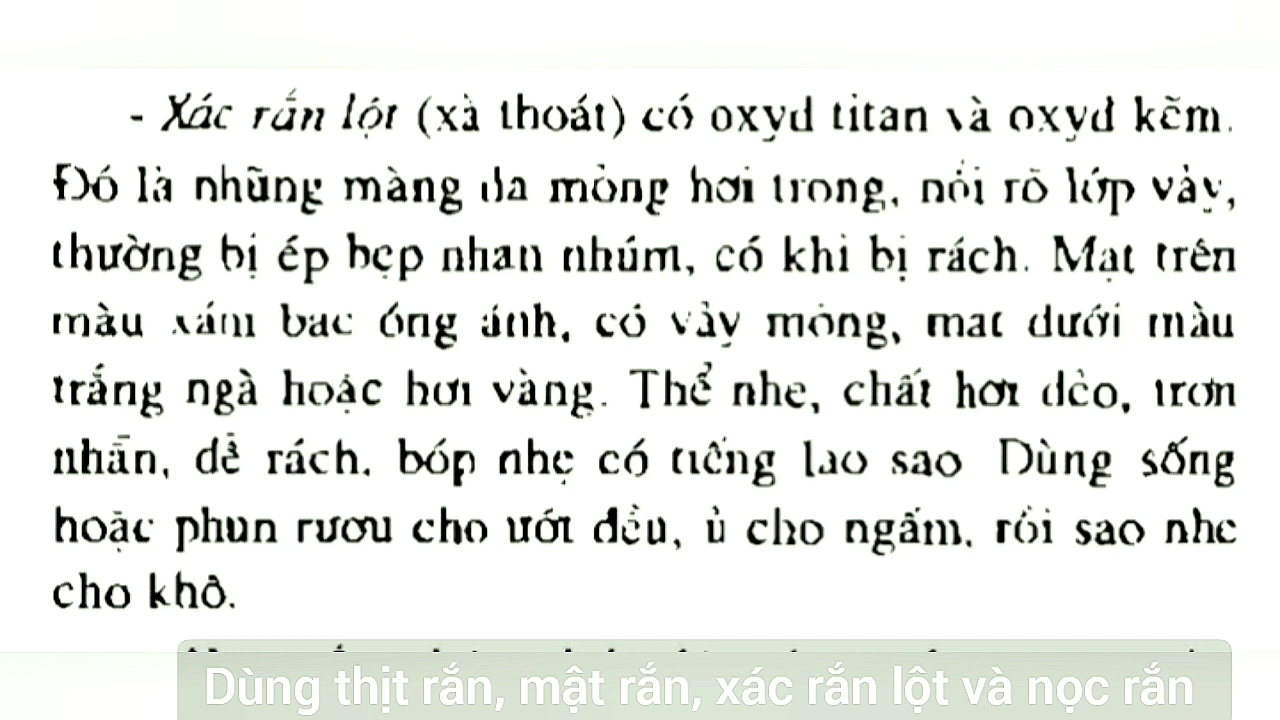 - Xác rắn lột (xà thoát) có oxyd titan và oxyd kẽm.
Đó là những màng da mỏng hơi trong, nổi rõ lớp vảy,
thường bị ép bẹp nhăn nhúm, có khi bị rách. Mặt trên
màu xám bạc óng ánh, có vảy mỏng, mặt dưới màu
trắng ngà hoặc hơi vàng. Thể nhẹ, chất hơi dẻo, trơn
nhẵn, dễ rách, bóp nhẹ có tiếng lạo sạo. Dùng sống
hoặc phun rượu cho ướt đều, ủ cho ngấm, rồi sao nhẹ
cho khô.
Dùng thịt rắn, mật rắn, xác rắn lột và nọc rắn